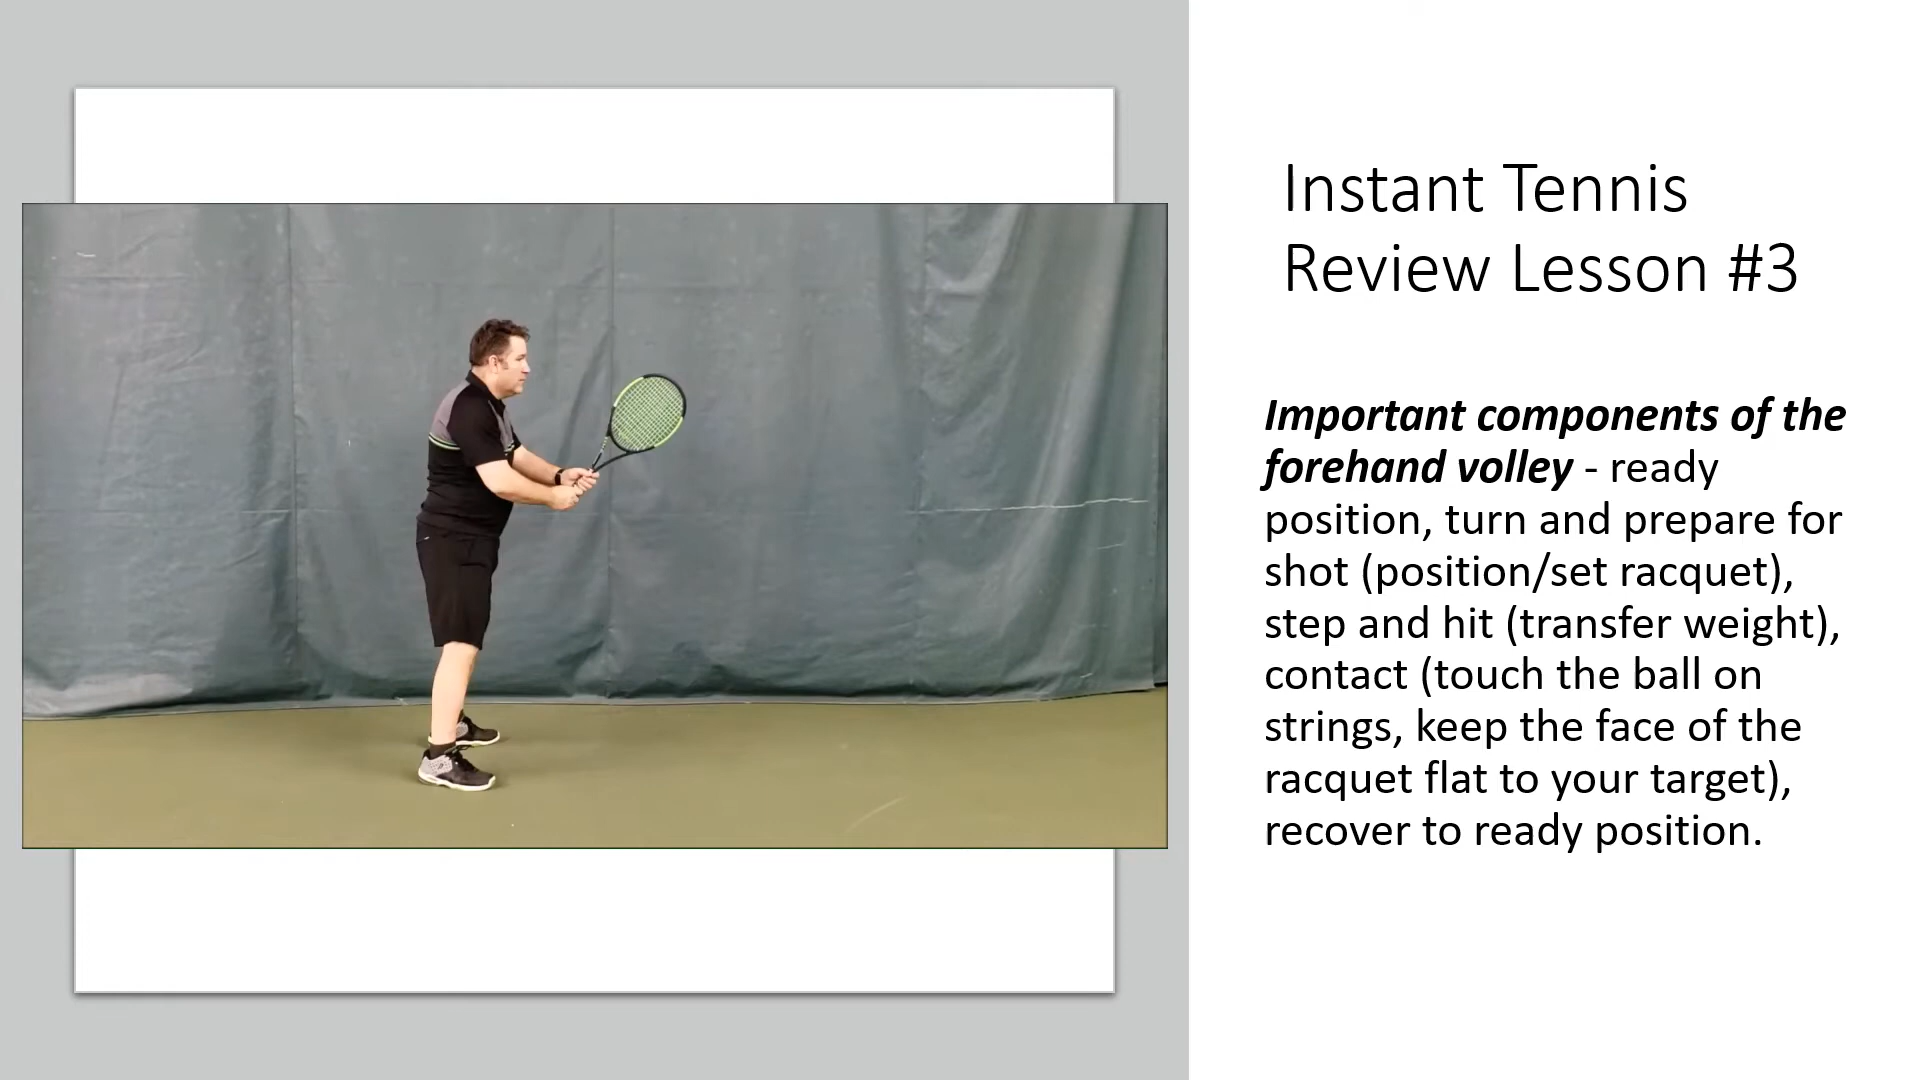 Instant Tennis
Review Lesson #3
Important components of the
forehand volley - ready
position, turn and prepare for
shot (position/set racquet),
step and hit (transfer weight),
contact (touch the ball on
strings, keep the face of the
racquet flat to your target),
recover to ready position.